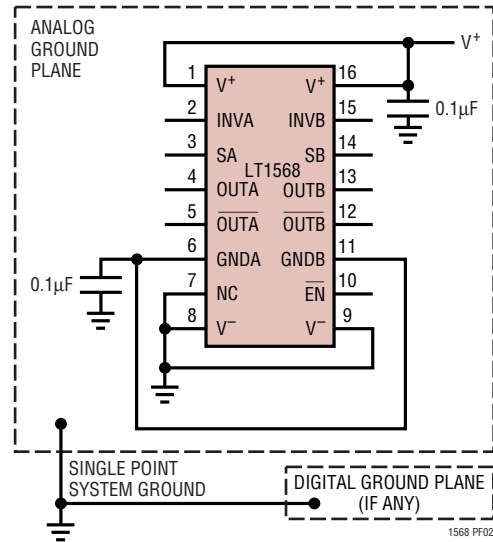 ANALOG
GROUND
PLANE
V+
1 V+ V+ 16
0.1µF
2 INVA INVB 15
3 SA SB 14
LT1568
4 OUTA OUTB 13
5 OUTA OUTB 12
6 GNDA GNDB 11
0.1µF
7 NC EN 10
8 V− V− 9
SINGLE POINT
SYSTEM GROUND
DIGITAL GROUND PLANE
(IF ANY)
1568 PF02